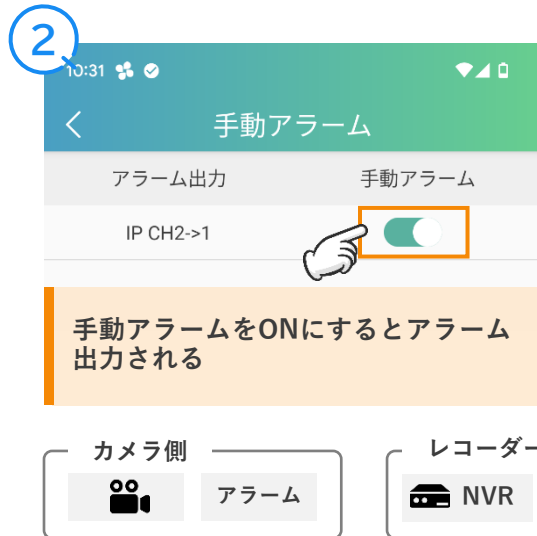 2
10:31
手動アラーム
アラーム出力 手動アラーム
IP CH2->1
手動アラームをONにするとアラーム
出力される
カメラ側 レコーダー
アラーム NVR